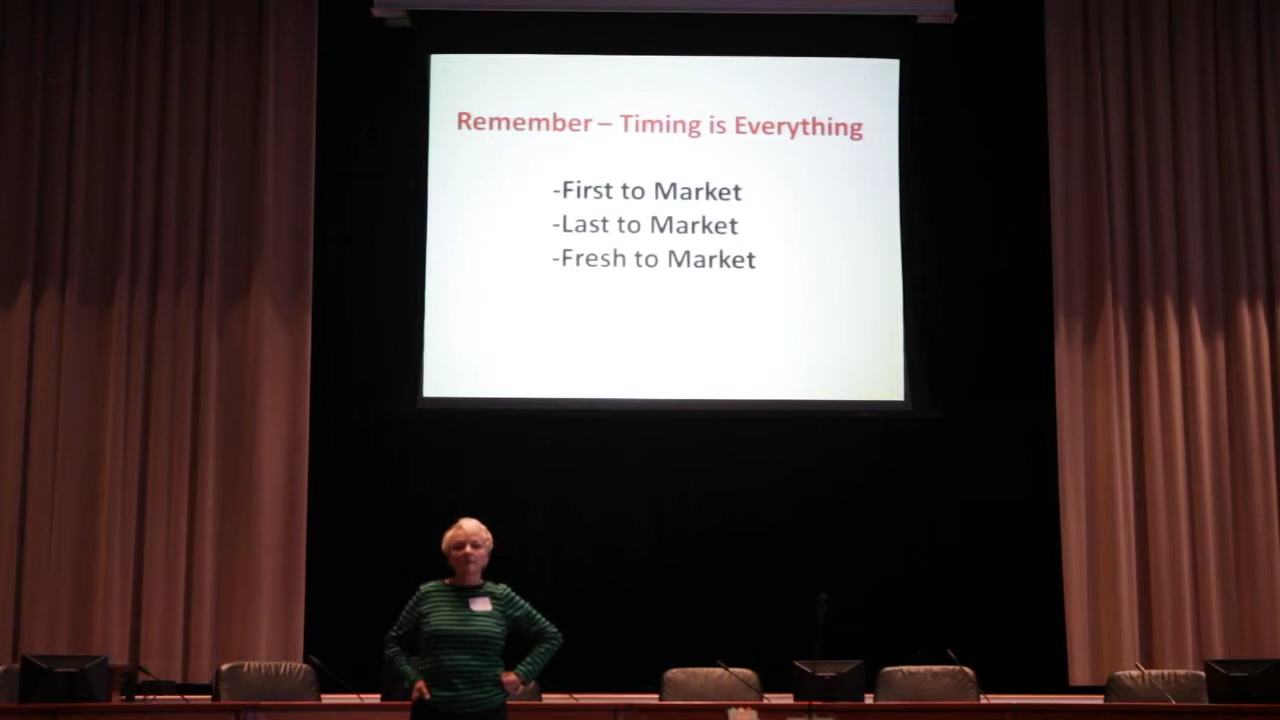 Remember – Timing is Everything
-First to Market
-Last to Market
-Fresh to Market